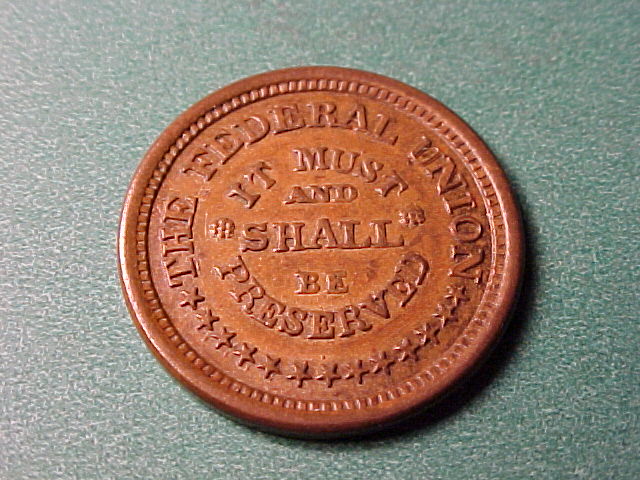 THE FEDERAL UNION
IT MUST
AND
SHALL
BE
PRESERVED